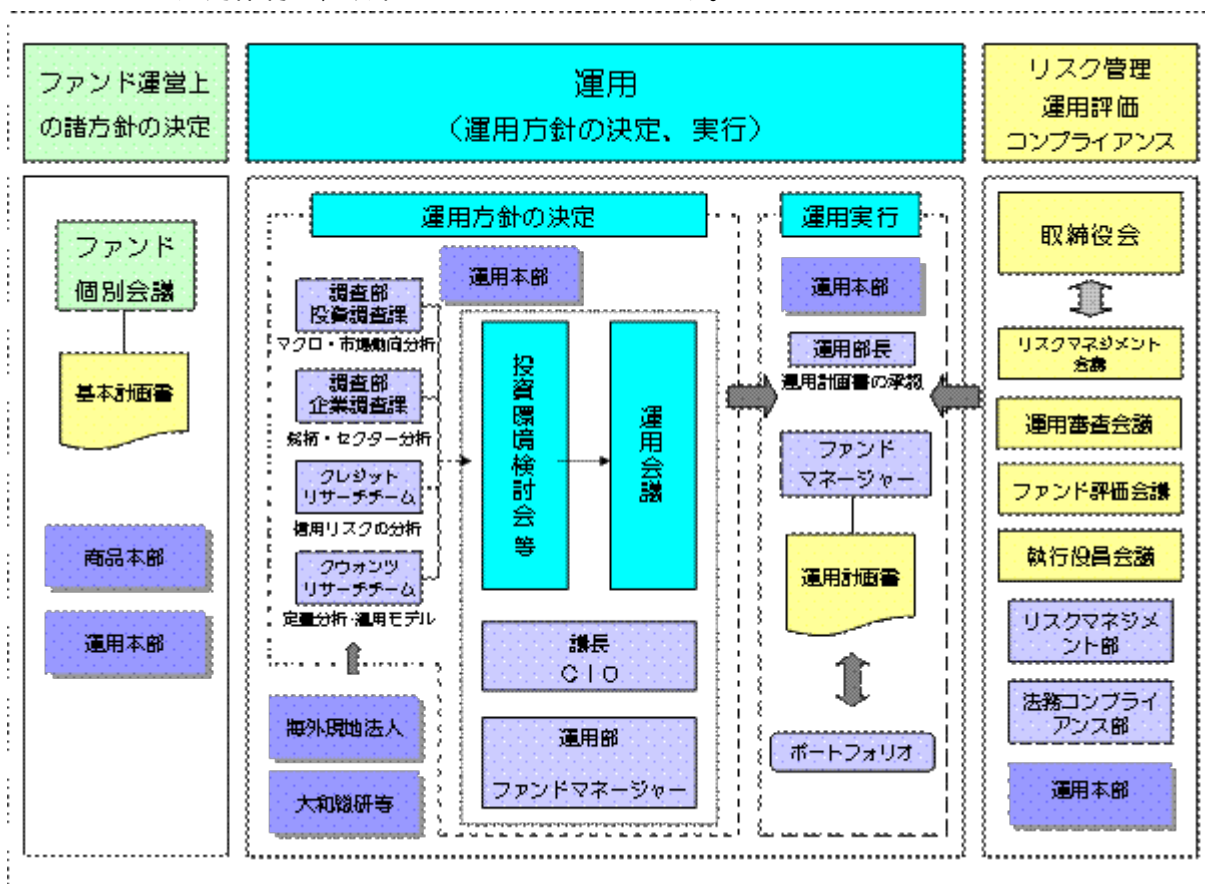 ファンド運営上
の諸方針の決定
運用
（運用方針の決定、実行）
リスク管理
運用評価
コンプライアンス
ファンド
個別会議
基本計画書
商品本部
運用本部
運用方針の決定
運用本部
調査部
投資調査課
マクロ・市場動向分析
調査部
企業調査課
銘柄・セクター分析
クレジット
リサーチチーム
信用リスクの分析
クウォンツ
リサーチチーム
定量分析・運用モデル
海外現地法人
大和総研等
投資環境検討会等
運用会議
議長
ＣＩＯ
運用部
ファンドマネージャー
運用実行
運用本部
運用部長
運用計画書の承認
ファンド
マネージャー
運用計画書
ポートフォリオ
取締役会
リスクマネジメント
会議
運用審査会議
ファンド評価会議
執行役員会議
リスクマネジメ
ント部
法務コンプライ
アンス部
運用本部